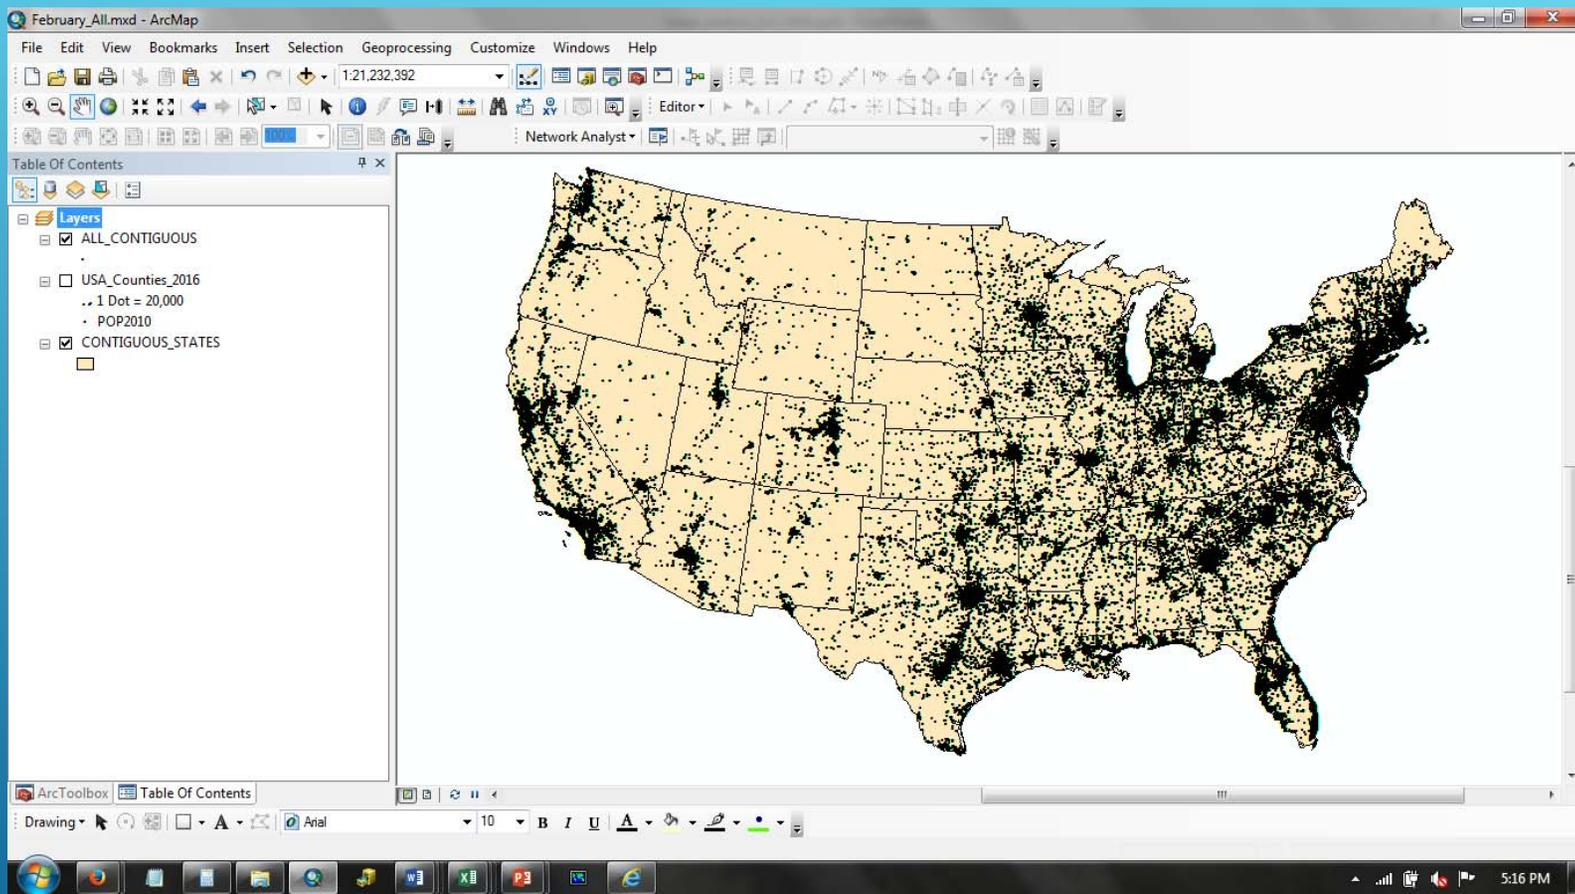 February_All.mxd - ArcMap
File Edit View Bookmarks Insert Selection Geoprocessing Customize Windows Help
1:21,232,392
Editor
100%
Network Analyst
Table Of Contents
Layers
ALL_CONTIGUOUS
USA_Counties_2016
1 Dot = 20,000
POP2010
CONTIGUOUS_STATES
ArcToolbox Table Of Contents
Drawing A Arial 10 B I U A
5:16 PM